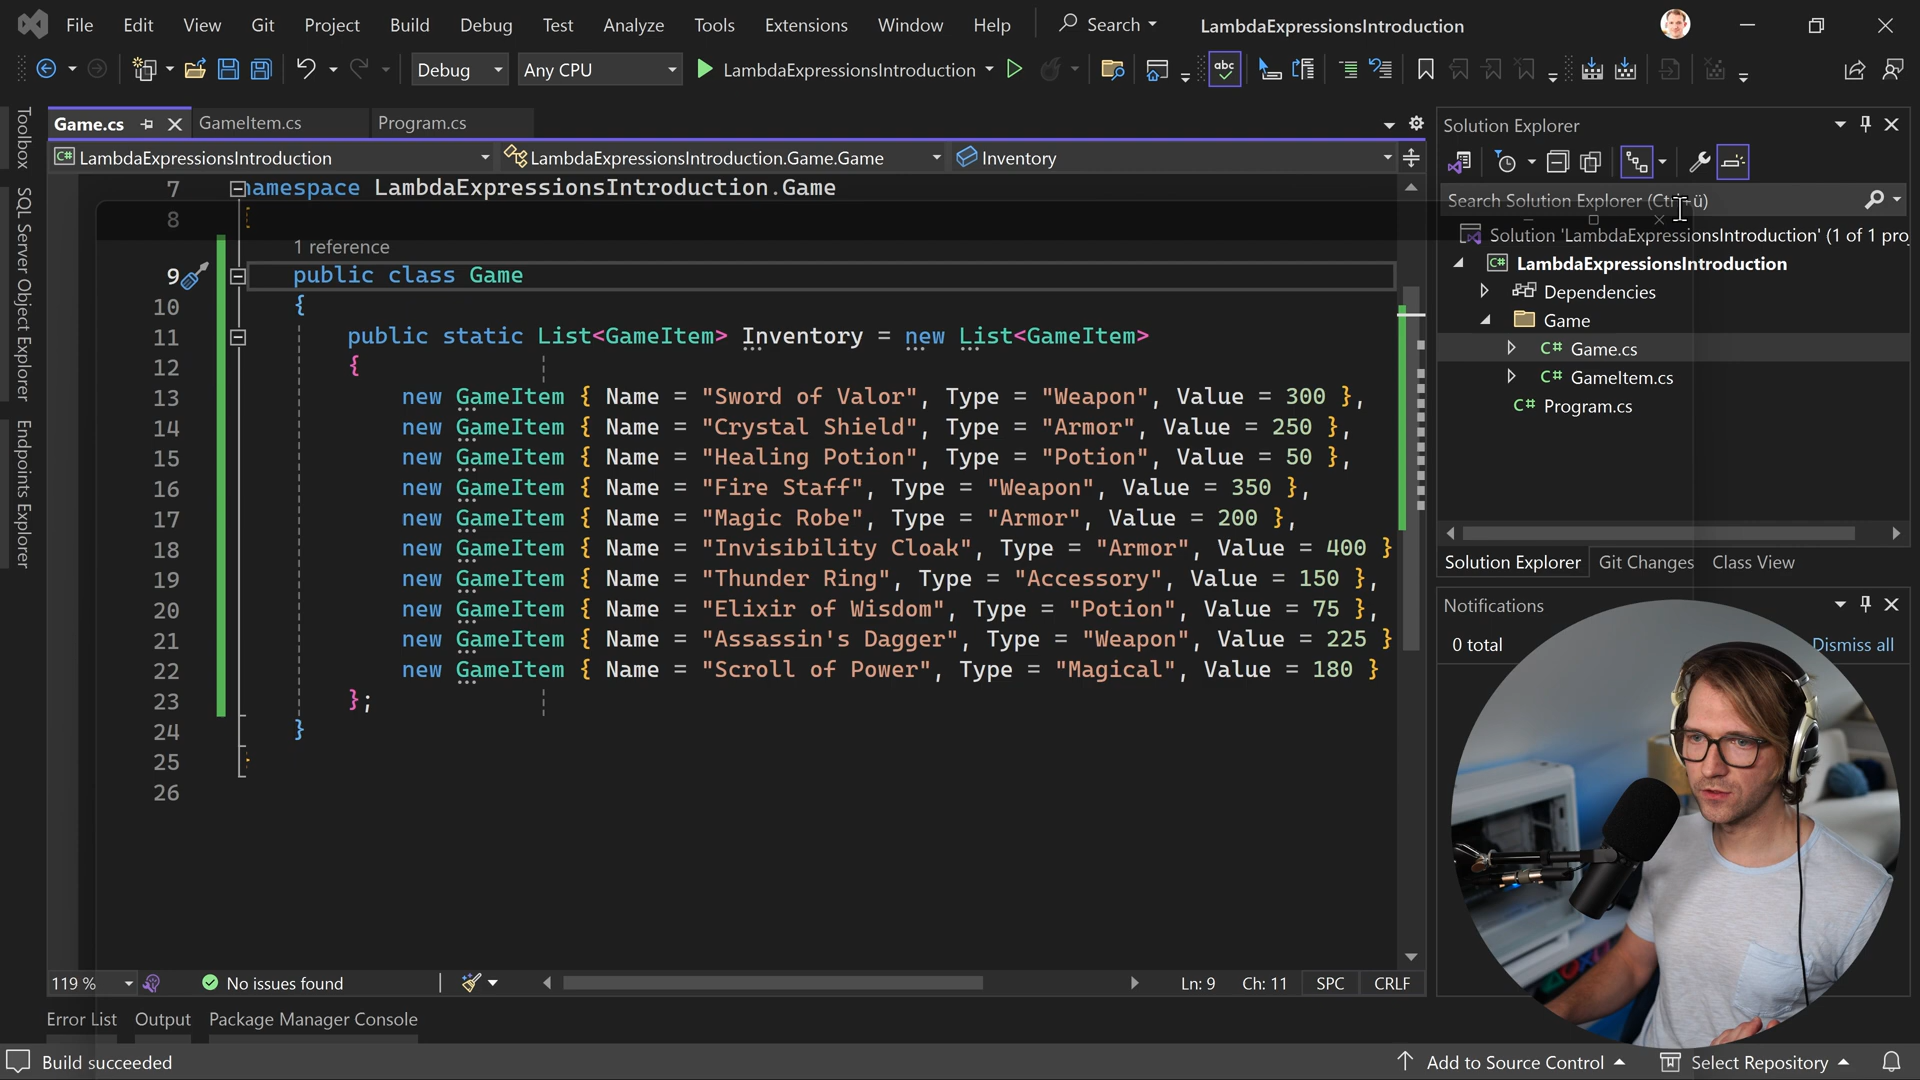 File Edit View Git Project Build Debug Test Analyze Tools Extensions Window Help Search LambdaExpressionsIntroduction
Debug Any CPU LambdaExpressionsIntroduction abc
Toolbox
SQL Server Object Explorer
Endpoints Explorer
Game.cs GameItem.cs Program.cs
C# LambdaExpressionsIntroduction LambdaExpressionsIntroduction.Game.Game Inventory
7 namespace LambdaExpressionsIntroduction.Game
8 {
1 reference
9 public class Game
10 {
11 public static List<GameItem> Inventory = new List<GameItem>
12 {
13 new GameItem { Name = "Sword of Valor", Type = "Weapon", Value = 300 },
14 new GameItem { Name = "Crystal Shield", Type = "Armor", Value = 250 },
15 new GameItem { Name = "Healing Potion", Type = "Potion", Value = 50 },
16 new GameItem { Name = "Fire Staff", Type = "Weapon", Value = 350 },
17 new GameItem { Name = "Magic Robe", Type = "Armor", Value = 200 },
18 new GameItem { Name = "Invisibility Cloak", Type = "Armor", Value = 400 }
19 new GameItem { Name = "Thunder Ring", Type = "Accessory", Value = 150 },
20 new GameItem { Name = "Elixir of Wisdom", Type = "Potion", Value = 75 },
21 new GameItem { Name = "Assassin's Dagger", Type = "Weapon", Value = 225 }
22 new GameItem { Name = "Scroll of Power", Type = "Magical", Value = 180 }
23 };
24 }
25 }
26
119 % No issues found Ln: 9 Ch: 11 SPC CRLF
Error List Output Package Manager Console
Solution Explorer
Search Solution Explorer (Ctrl+ü)
Solution 'LambdaExpressionsIntroduction' (1 of 1 proj
C# LambdaExpressionsIntroduction
Dependencies
Game
C# Game.cs
C# GameItem.cs
C# Program.cs
Solution Explorer Git Changes Class View
Notifications
0 total Dismiss all
Build succeeded Add to Source Control Select Repository